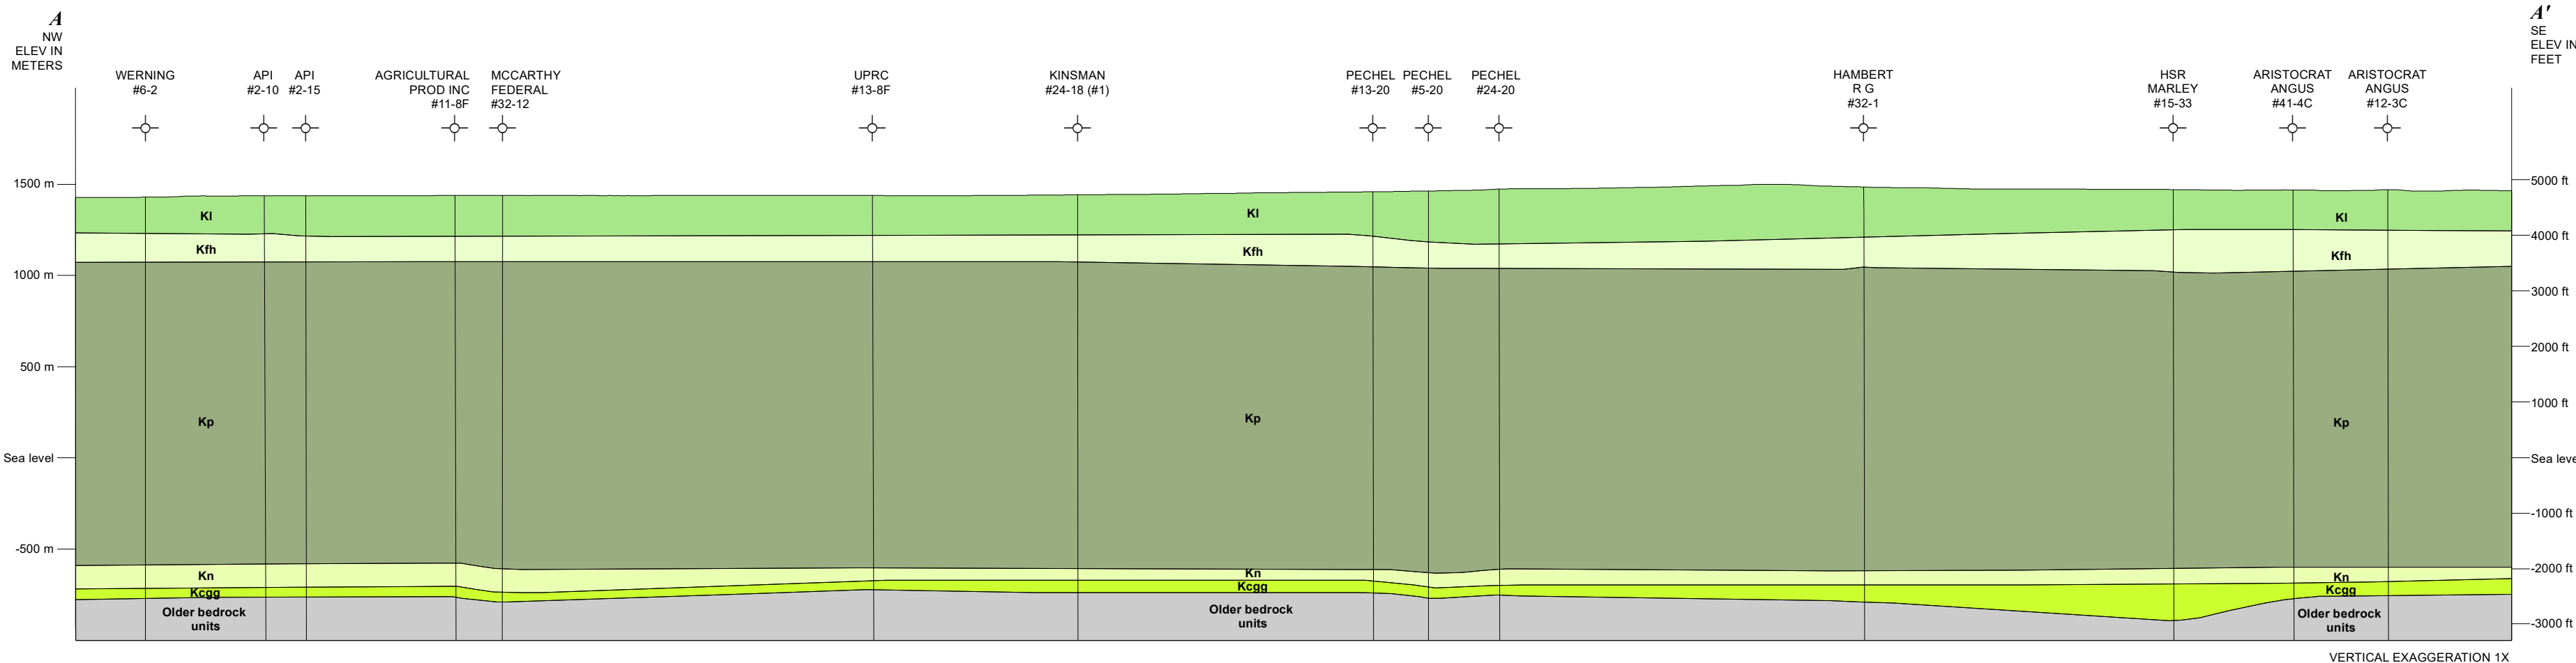 A
NW
ELEV IN
METERS
A'
SE
ELEV IN
FEET
WERNING
#6-2
API
#2-10
API
#2-15
AGRICULTURAL
PROD INC
#11-8F
MCCARTHY
FEDERAL
#32-12
UPRC
#13-8F
KINSMAN
#24-18 (#1)
PECHEL
#13-20
PECHEL
#5-20
PECHEL
#24-20
HAMBERT
R G
#32-1
HSR
MARLEY
#15-33
ARISTOCRAT
ANGUS
#41-4C
ARISTOCRAT
ANGUS
#12-3C
1500 m
1000 m
500 m
Sea level
-500 m
5000 ft
4000 ft
3000 ft
2000 ft
1000 ft
Sea leve
-1000 ft
-2000 ft
-3000 ft
Kl
Kl
Kl
Kfh
Kfh
Kfh
Kp
Kp
Kp
Kn
Kn
Kn
Kcgg
Kcgg
Kcgg
Older bedrock
units
Older bedrock
units
Older bedrock
units
VERTICAL EXAGGERATION 1X